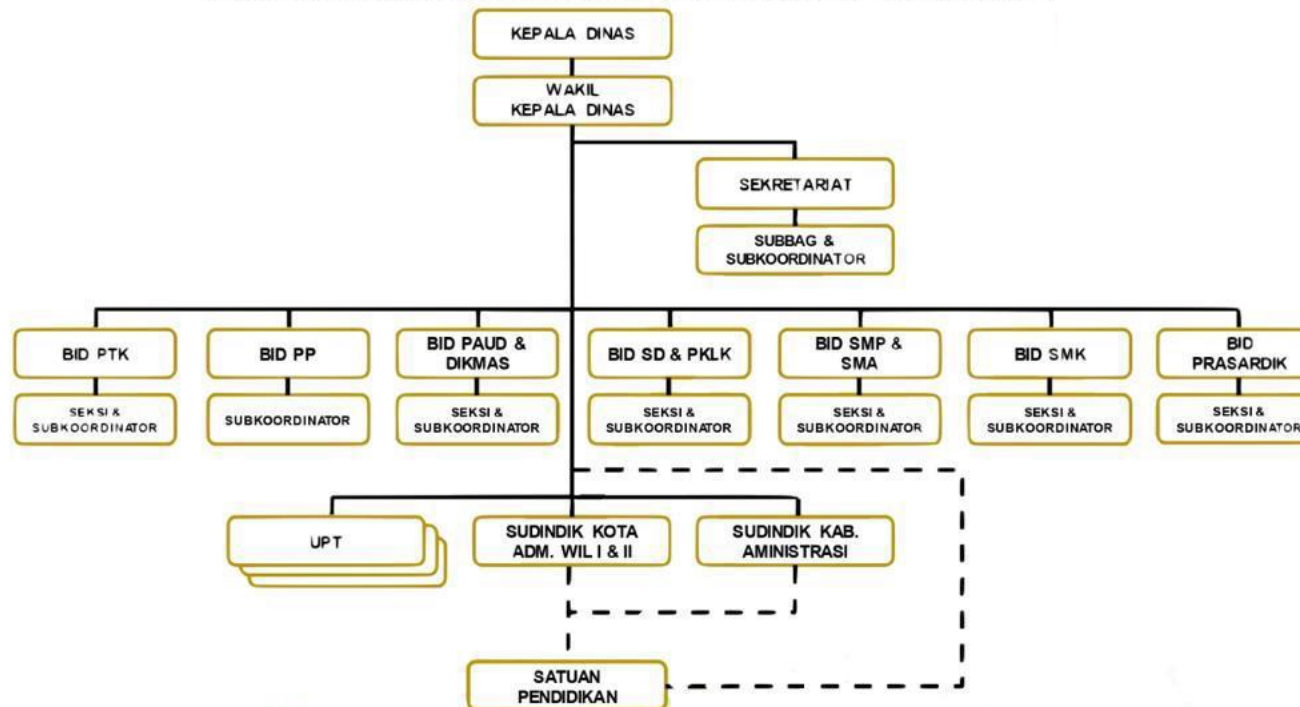 KEPALA DINAS
WAKIL
KEPALA DINAS
SEKRETARIAT
SUBBAG &
SUBKOORDINATOR
BID PTK
BID PP
BID PAUD &
DIKMAS
BID SD & PKLK
BID SMP &
SMA
BID SMK
BID
PRASARDIK
SEKSI &
SUBKOORDINATOR
SUBKOORDINATOR
SEKSI &
SUBKOORDINATOR
SEKSI &
SUBKOORDINATOR
SEKSI &
SUBKOORDINATOR
SEKSI &
SUBKOORDINATOR
SEKSI &
SUBKOORDINATOR
UPT
SUDINDIK KOTA
ADM. WIL I & II
SUDINDIK KAB.
AMINISTRASI
SATUAN
PENDIDIKAN